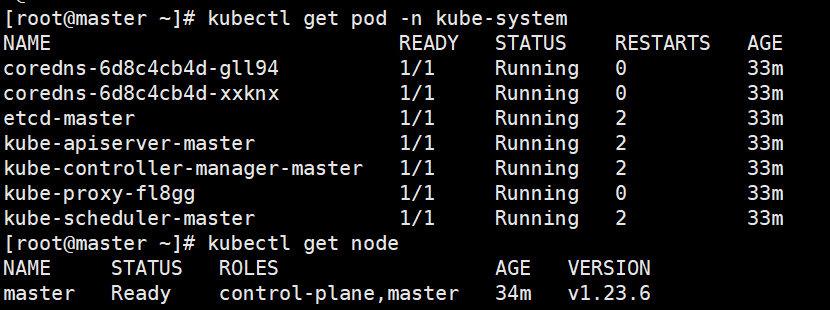 [root@master ~]# kubectl get pod -n kube-system
NAME READY STATUS RESTARTS AGE
coredns-6d8c4cb4d-gll94 1/1 Running 0 33m
coredns-6d8c4cb4d-xxknx 1/1 Running 0 33m
etcd-master 1/1 Running 2 33m
kube-apiserver-master 1/1 Running 2 33m
kube-controller-manager-master 1/1 Running 2 33m
kube-proxy-fl8gg 1/1 Running 0 33m
kube-scheduler-master 1/1 Running 2 33m
[root@master ~]# kubectl get node
NAME STATUS ROLES AGE VERSION
master Ready control-plane,master 34m v1.23.6